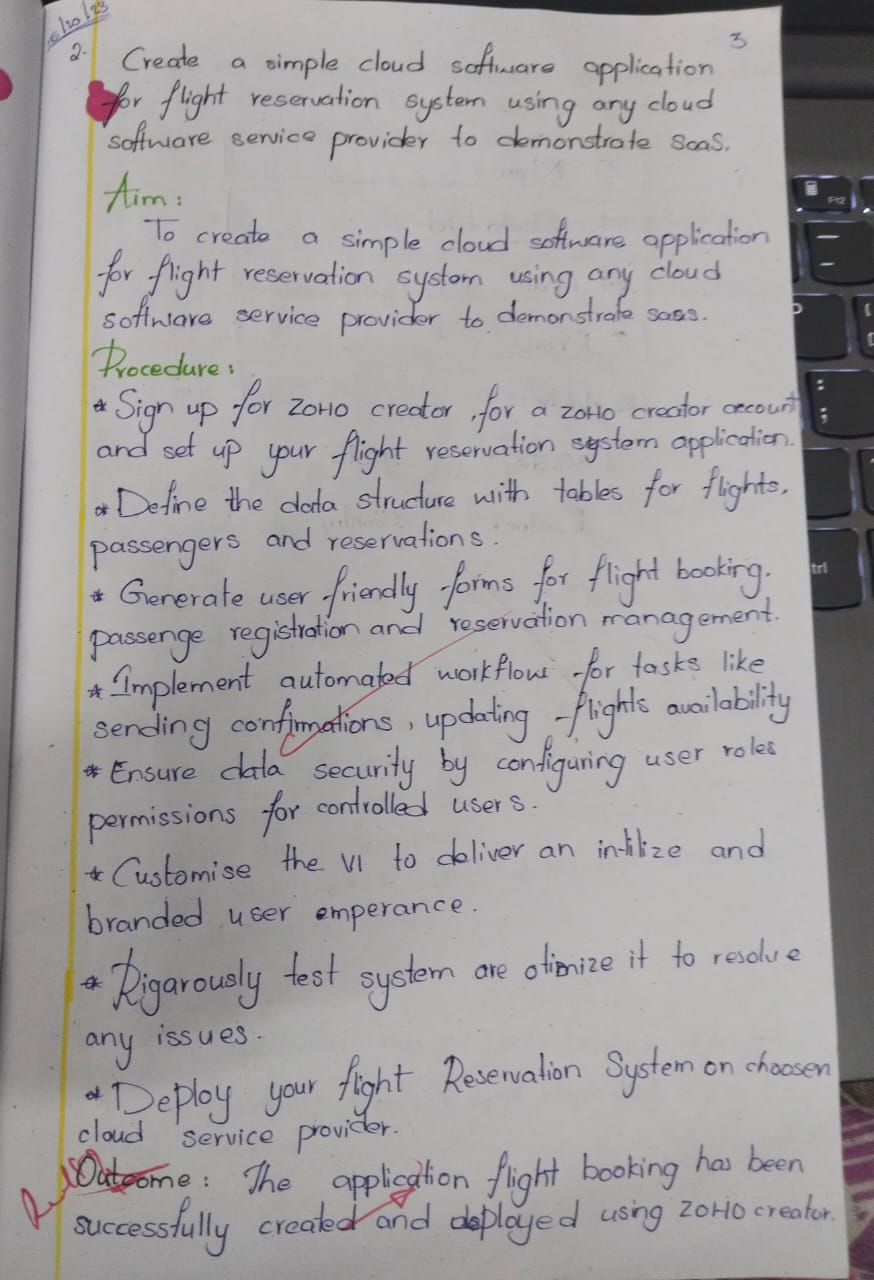 3
2. Create a simple cloud software application
for flight reservation system using any cloud
software service provider to demonstrate SaaS.
Aim:
To create a simple cloud software application
for flight reservation system using any cloud
software service provider to demonstrate saas.
Procedure:
* Sign up for ZOHO creator, for a ZOHO creator account
and set up your flight reservation system application.
* Define the data structure with tables for flights,
passengers and reservations.
* Generate user friendly forms for flight booking.
passenge registration and reservation management.
* Implement automated workflows for tasks like
sending confirmations, updating flights availability
* Ensure data security by configuring user roles
permissions for controlled users.
* Customise the VI to deliver an intilize and
branded user emperance.
* Rigarously test system are otimize it to resolve
any issues.
* Deploy your flight Reservation System on choosen
cloud service provider.
Outcome: The application flight booking has been
successfully created and deployed using ZOHO creator.
F12
trl